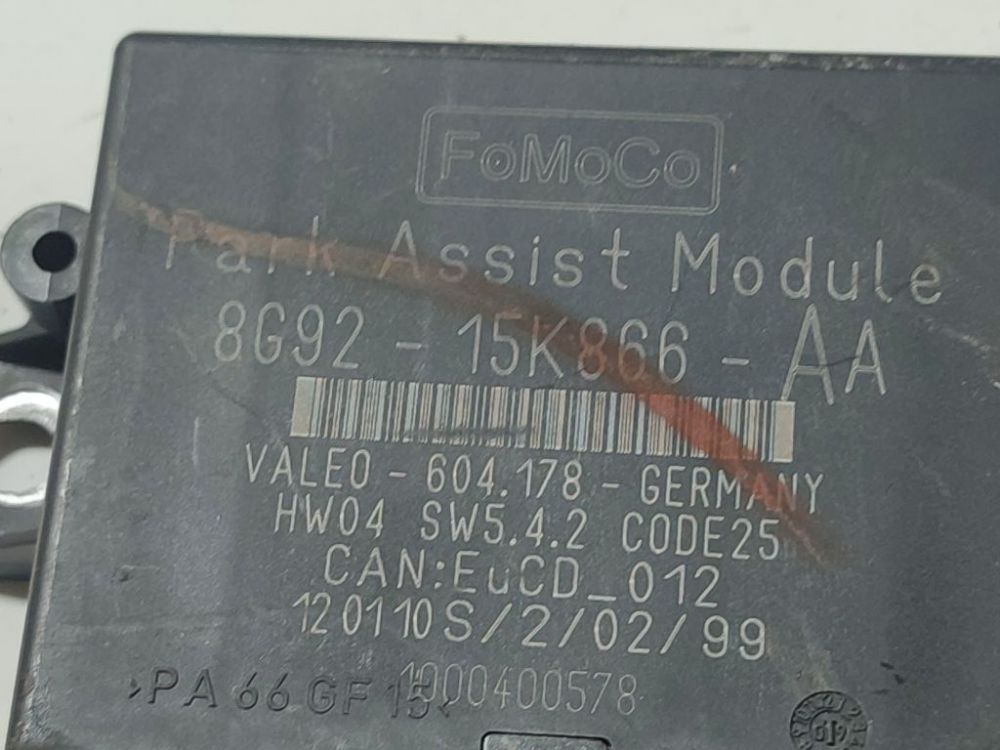 FoMoCo
Park Assist Module
8G92 - 15K866 - AA
VALEO - 604.178 - GERMANY
HW04 SW5.4.2 CODE25
CAN:EuCD_012
120110S/2/02/99
1000400578
>PA 66 GF 15<